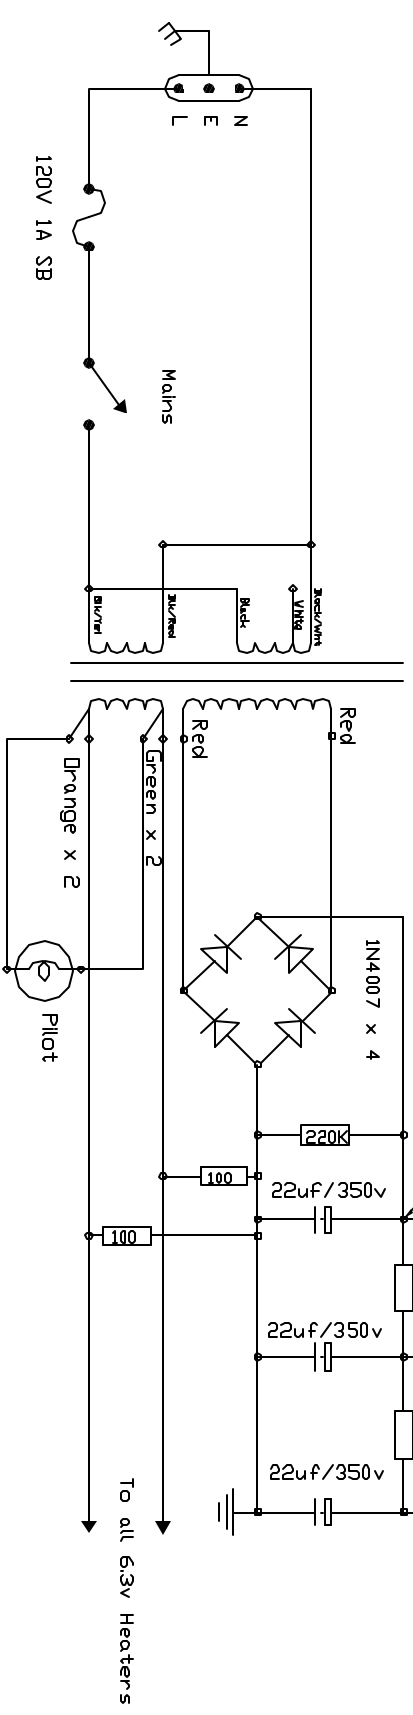 L E N
120V 1A SB
Mains
Blk/Yel
Blk/Red
Black
White
Black/Wht
Red
Red
Green x 2
Orange x 2
Pilot
1N4007 x 4
220K
100
22uf/350v
100
22uf/350v
22uf/350v
To all 6.3v Heaters